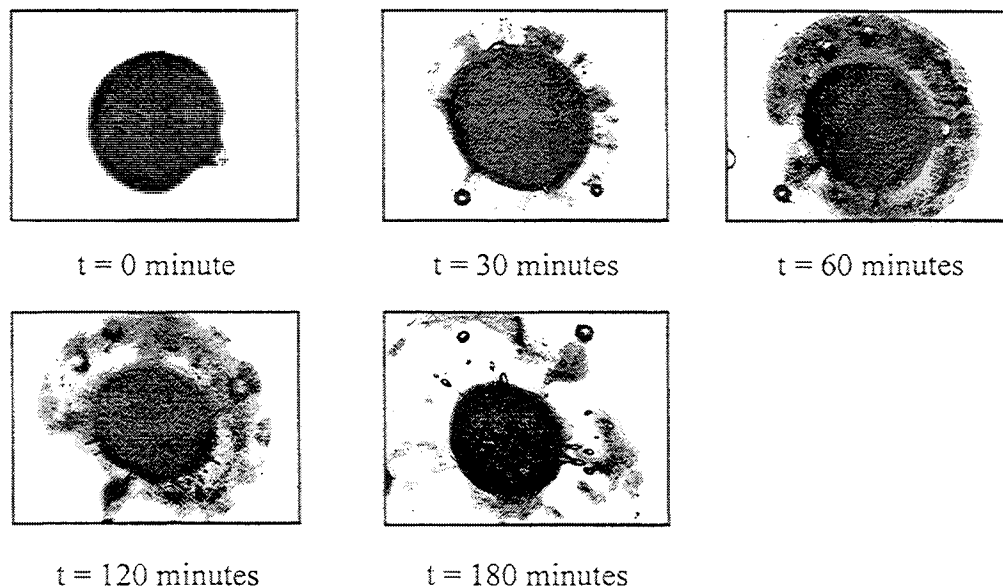 t = 0 minute
t = 30 minutes
t = 60 minutes
t = 120 minutes
t = 180 minutes